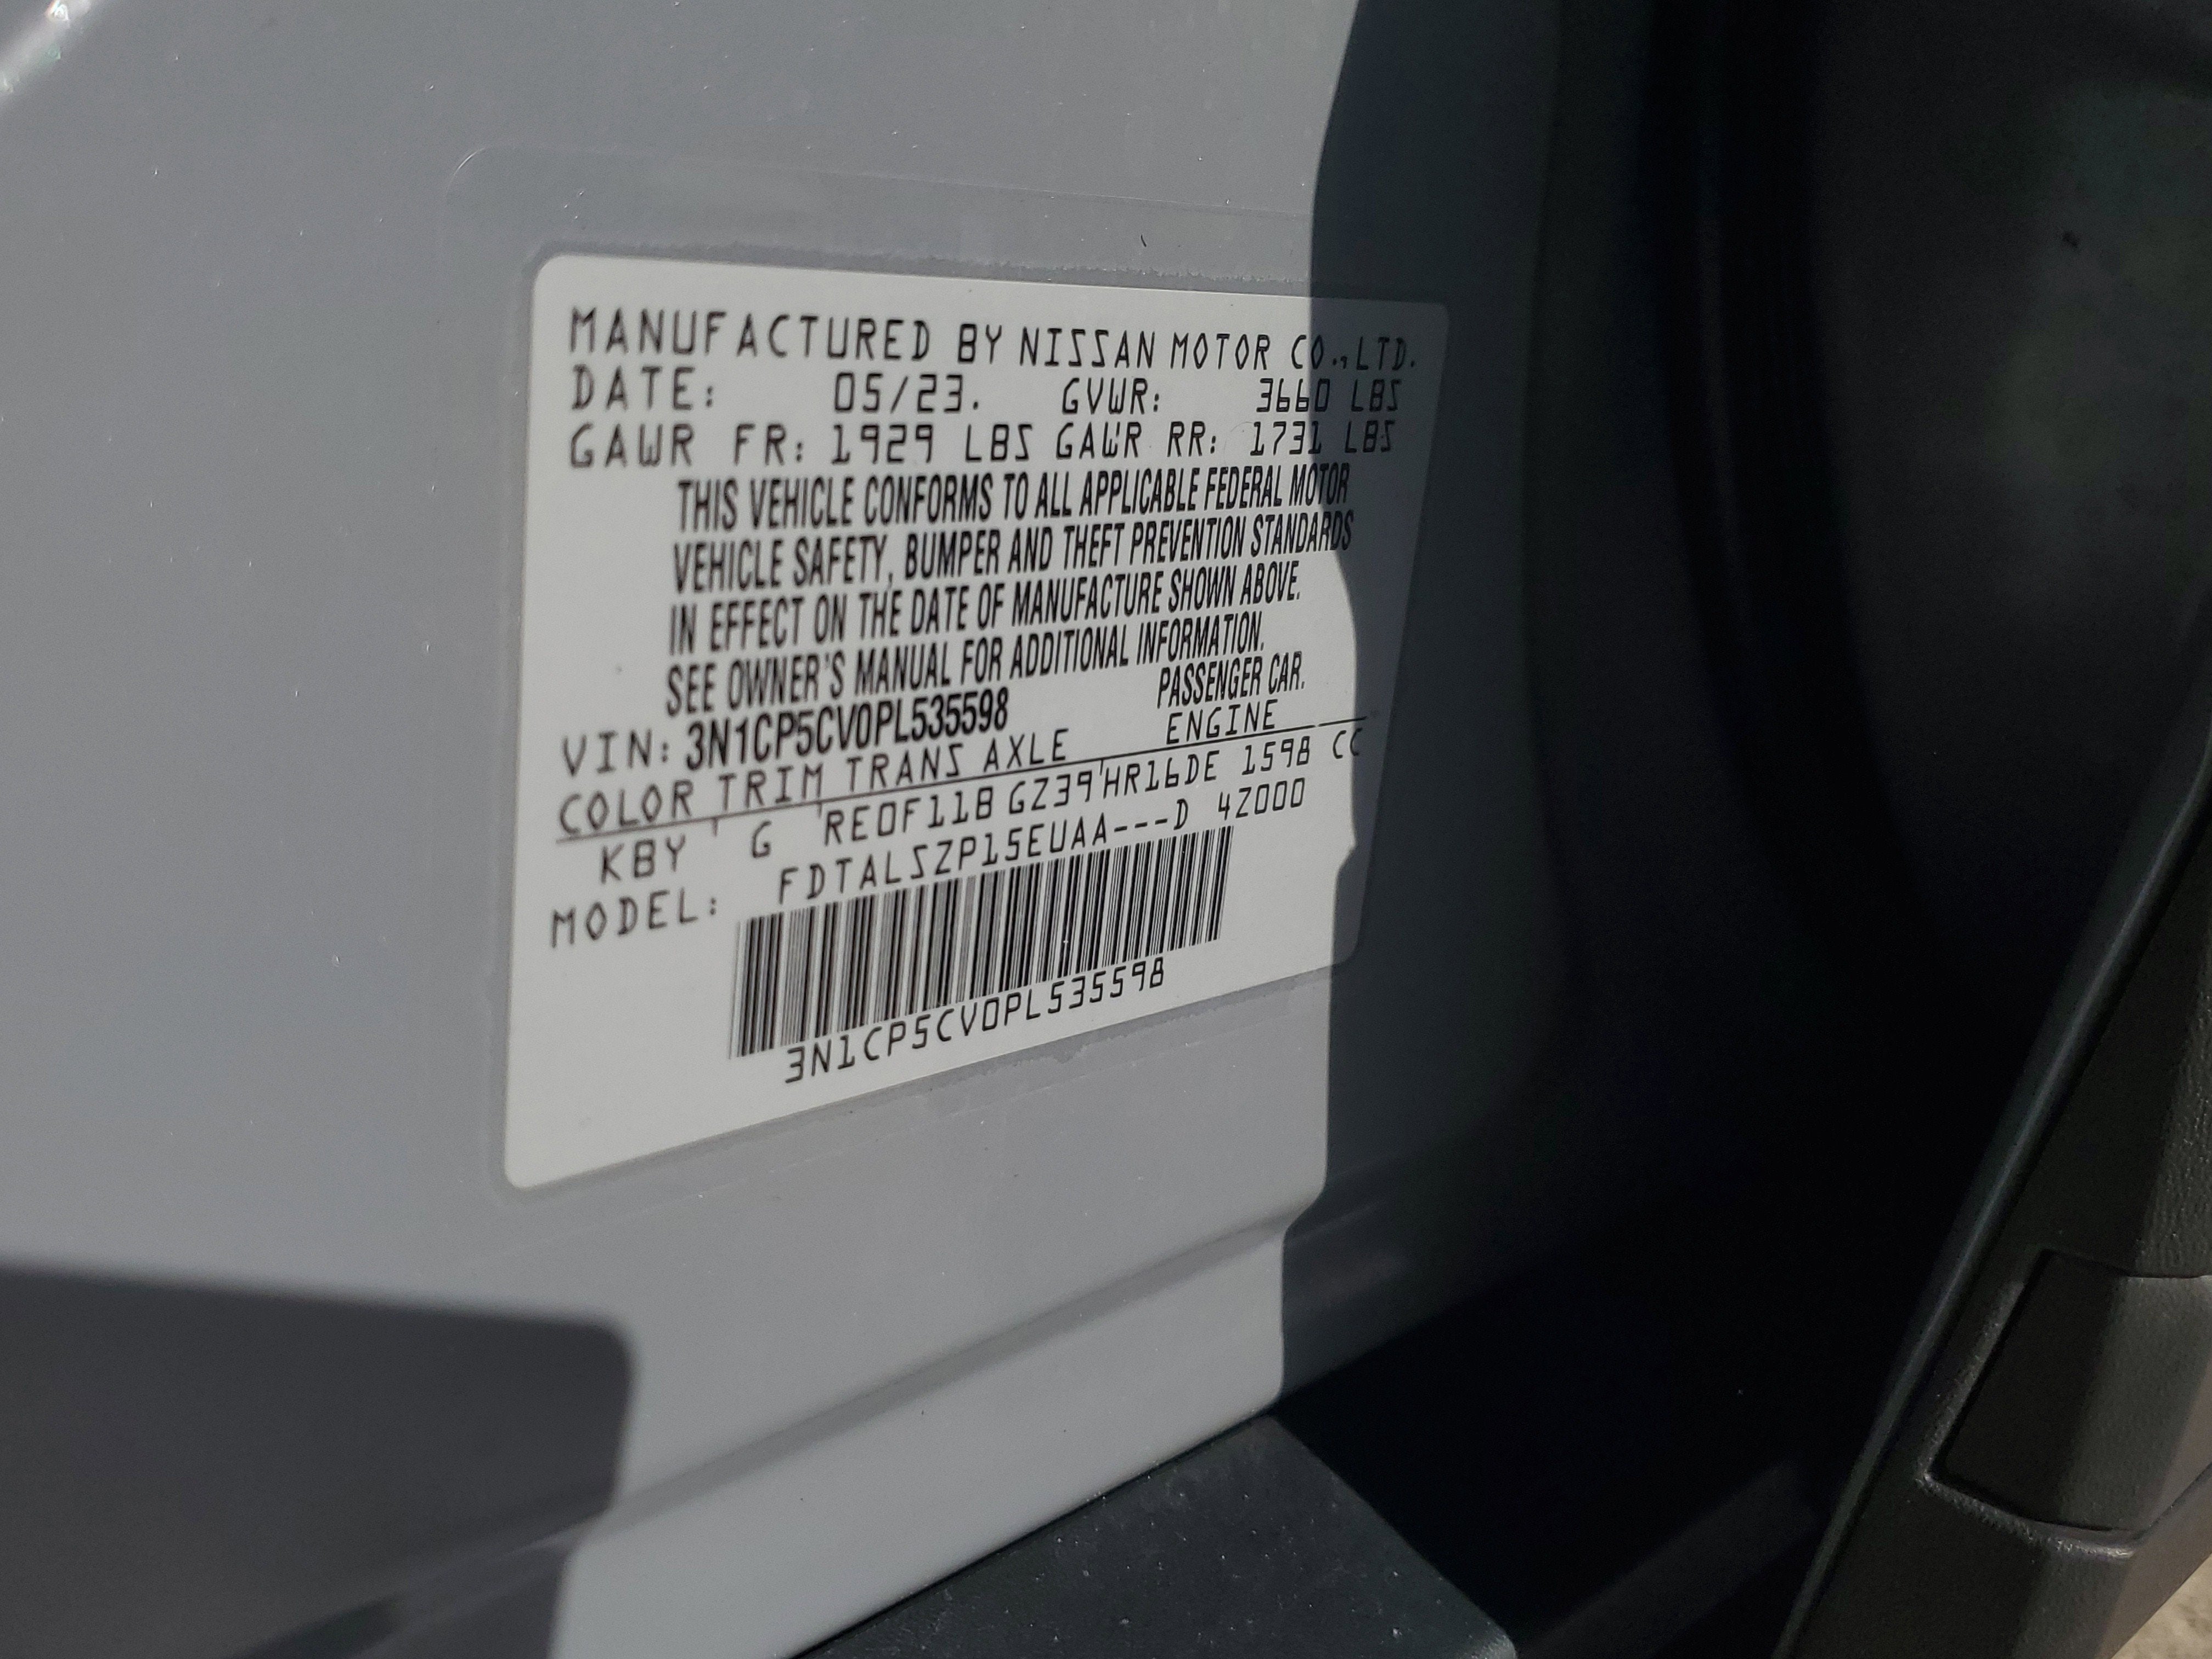 MANUFACTURED BY NISSAN MOTOR CO.,LTD.
DATE: 05/23. GVWR: 3660 LBS
GAWR FR: 1929 LBS GAWR RR: 1731 LBS
THIS VEHICLE CONFORMS TO ALL APPLICABLE FEDERAL MOTOR
VEHICLE SAFETY, BUMPER AND THEFT PREVENTION STANDARDS
IN EFFECT ON THE DATE OF MANUFACTURE SHOWN ABOVE.
SEE OWNER'S MANUAL FOR ADDITIONAL INFORMATION.
VIN: 3N1CP5CV0PL535598 PASSENGER CAR.
COLOR TRIM TRANS AXLE ENGINE
KBY G RE0F11B GZ39 HR16DE 1598 CC
MODEL: FDTALSZP15EUAA---D 4Z000
3N1CP5CV0PL535598